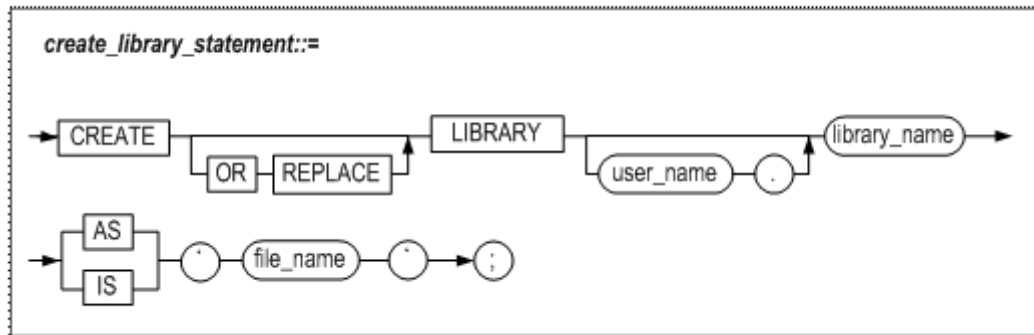 create_library_statement::=
CREATE LIBRARY library_name
OR REPLACE user_name .
AS
' file_name ' ;
IS